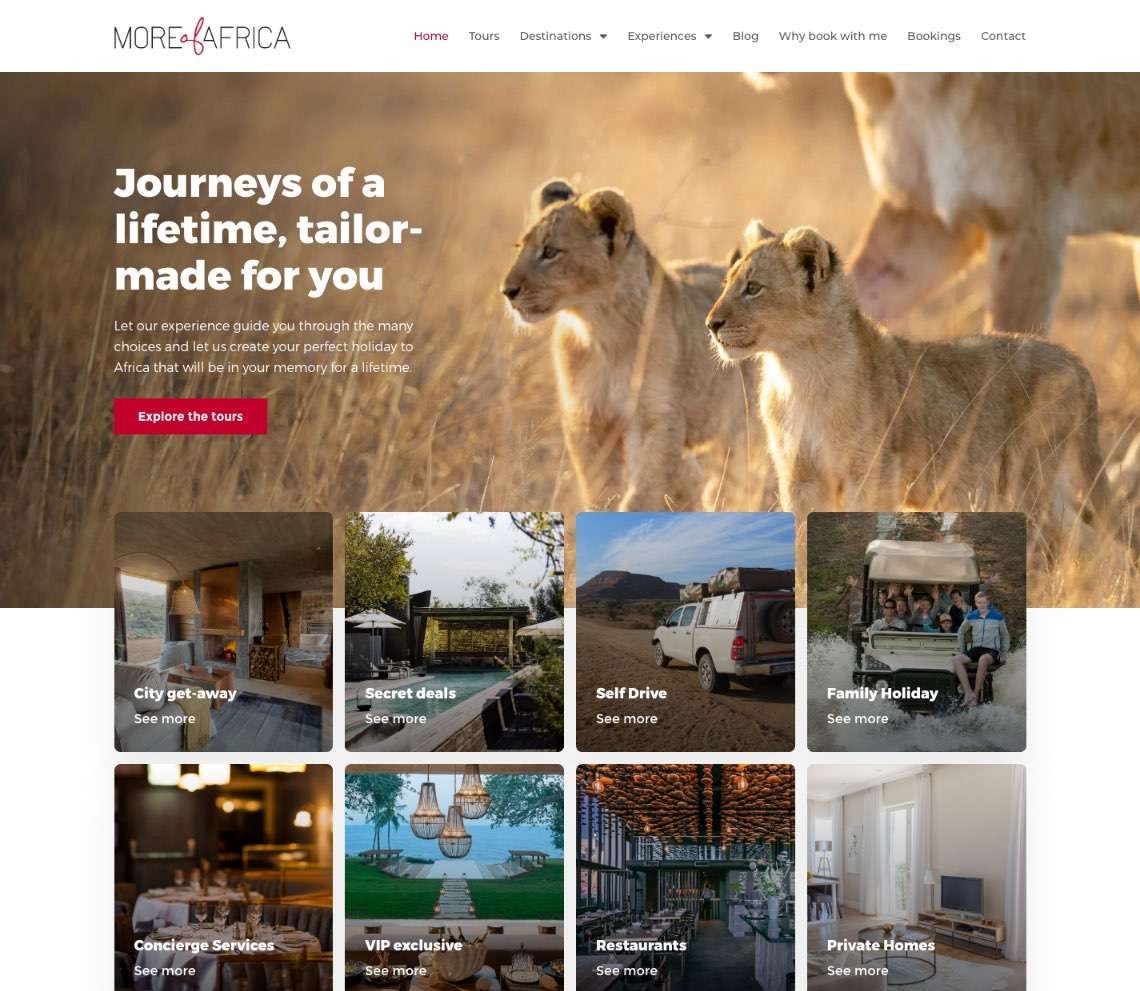 MORE of AFRICA
Home
Tours
Destinations
Experiences
Blog
Why book with me
Bookings
Contact
Journeys of a
lifetime, tailor-
made for you
Let our experience guide you through the many
choices and let us create your perfect holiday to
Africa that will be in your memory for a lifetime.
Explore the tours
City get-away
See more
Secret deals
See more
Self Drive
See more
Family Holiday
See more
Concierge Services
See more
VIP exclusive
See more
Restaurants
See more
Private Homes
See more